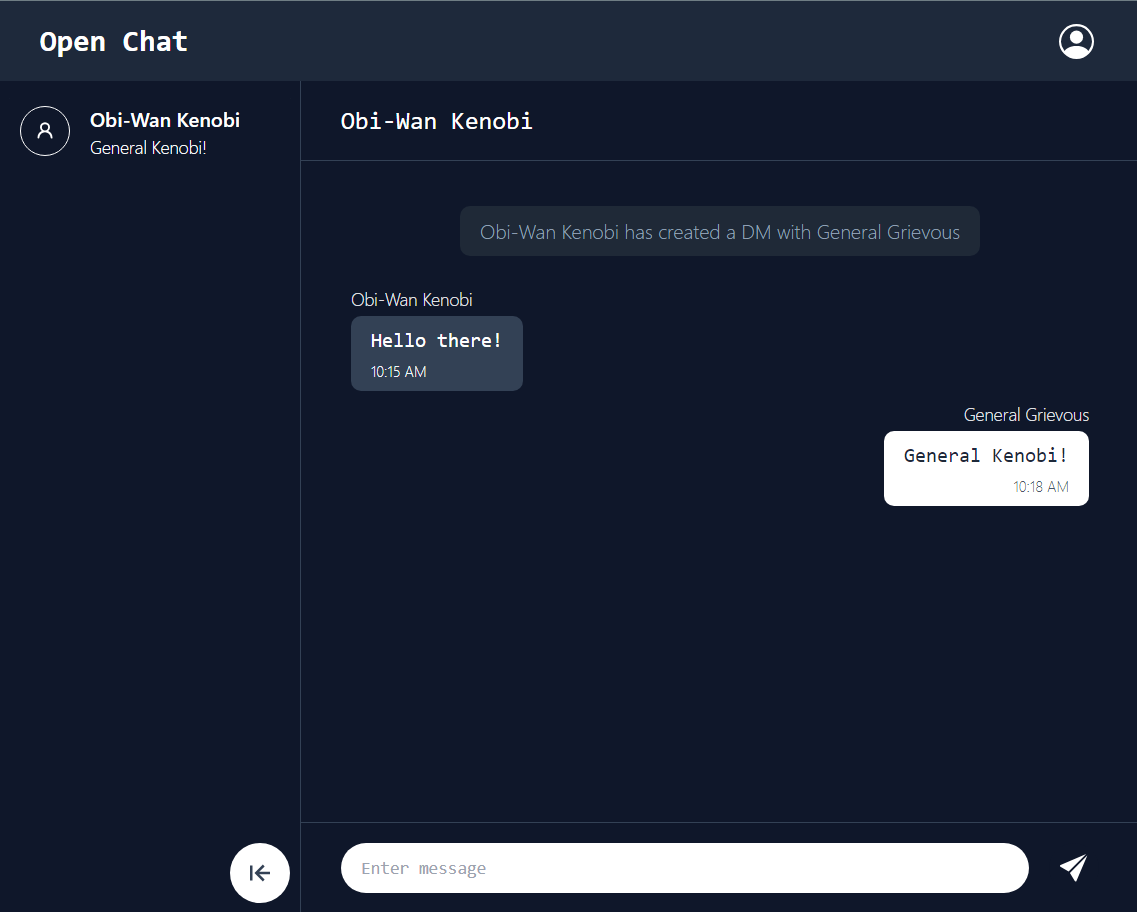 Open Chat
Obi-Wan Kenobi
General Kenobi!
Obi-Wan Kenobi
Obi-Wan Kenobi has created a DM with General Grievous
Obi-Wan Kenobi
Hello there!
10:15 AM
General Grievous
General Kenobi!
10:18 AM
Enter message